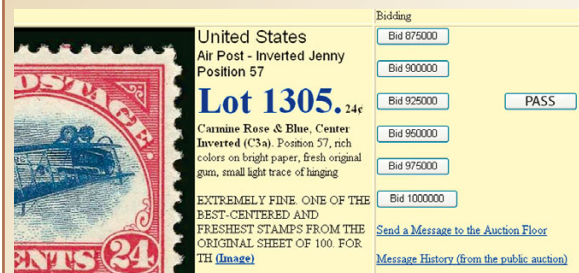 OSTAGE
ENTS 24
United States
Air Post - Inverted Jenny
Position 57
Lot 1305. 24¢
Carmine Rose & Blue, Center
Inverted (C3a). Position 57, rich
colors on bright paper, fresh original
gum, small light trace of hinging
EXTREMELY FINE. ONE OF THE
BEST-CENTERED AND
FRESHEST STAMPS FROM THE
ORIGINAL SHEET OF 100. FOR
TH (Image)
Bidding
Bid 875000
Bid 900000
Bid 925000
PASS
Bid 950000
Bid 975000
Bid 1000000
Send a Message to the Auction Floor
Message History (from the public auction)